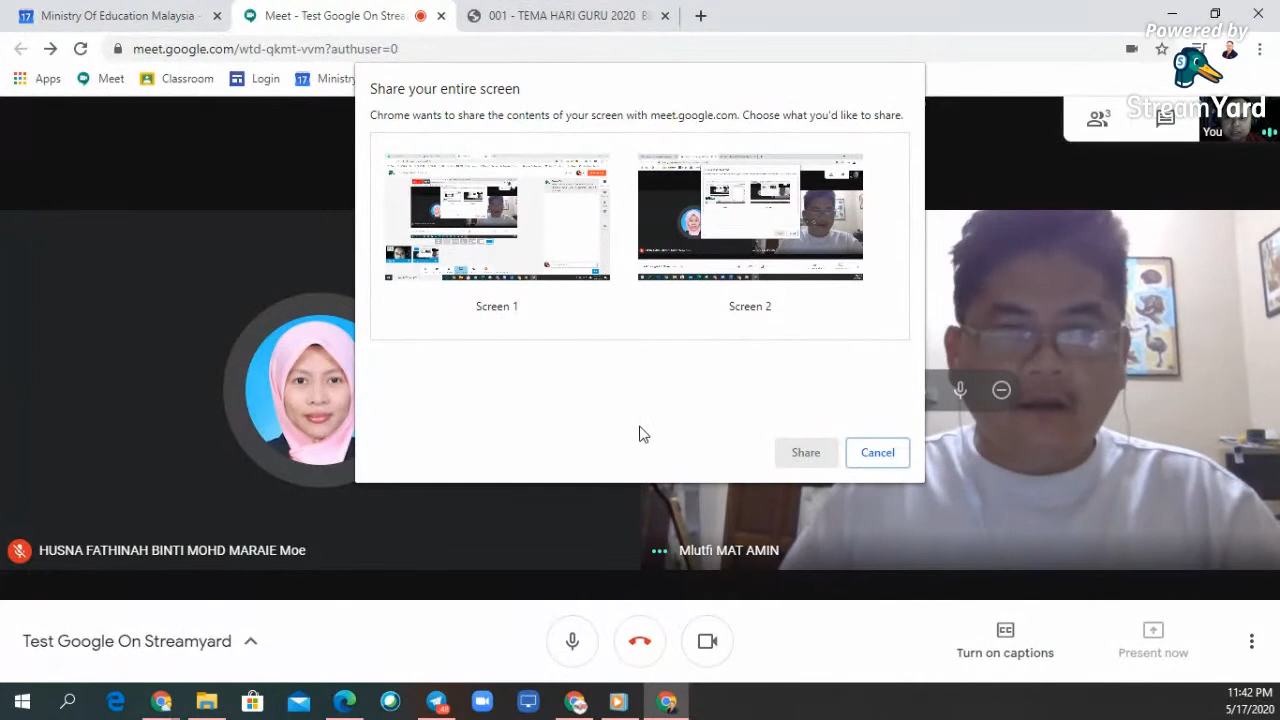 Ministry Of Education Malaysia -
Meet - Test Google On Strea
001 - TEMA HARI GURU 2020
Powered by
StreamYard
meet.google.com/wtd-qkmt-vvm?authuser=0
Apps
Meet
Classroom
Login
Ministry
Share your entire screen
Chrome wants to share the contents of your screen with meet.google.com. Choose what you'd like to share.
3
You
Screen 1
Screen 2
Share
Cancel
HUSNA FATHINAH BINTI MOHD MARAIE Moe
Mlutfi MAT AMIN
Test Google On Streamyard
Turn on captions
Present now
11:42 PM
5/17/2020